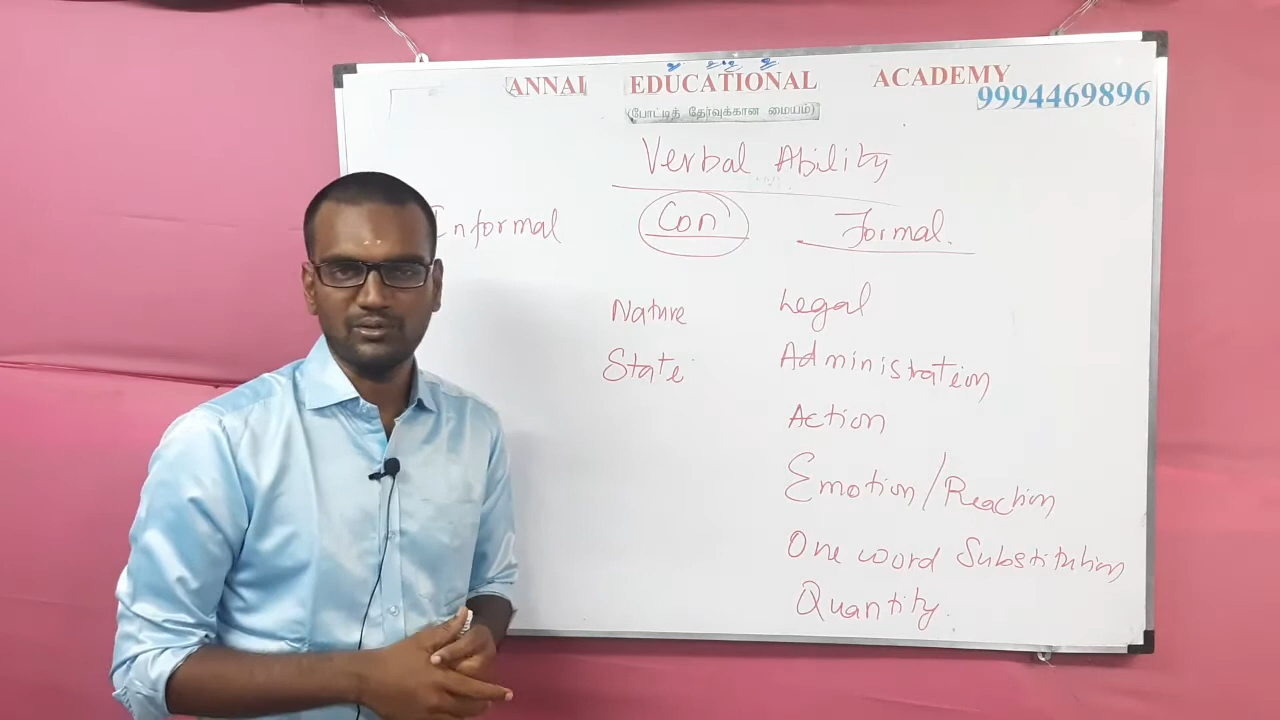 ANNAI EDUCATIONAL ACADEMY
9994469896
(போட்டித் தேர்வுக்கான மையம்)
Verbal Ability
Informal Con Formal.
Nature Legal
State Administration
Action
Emotion/Reaction
One word Substitution
Quantity.